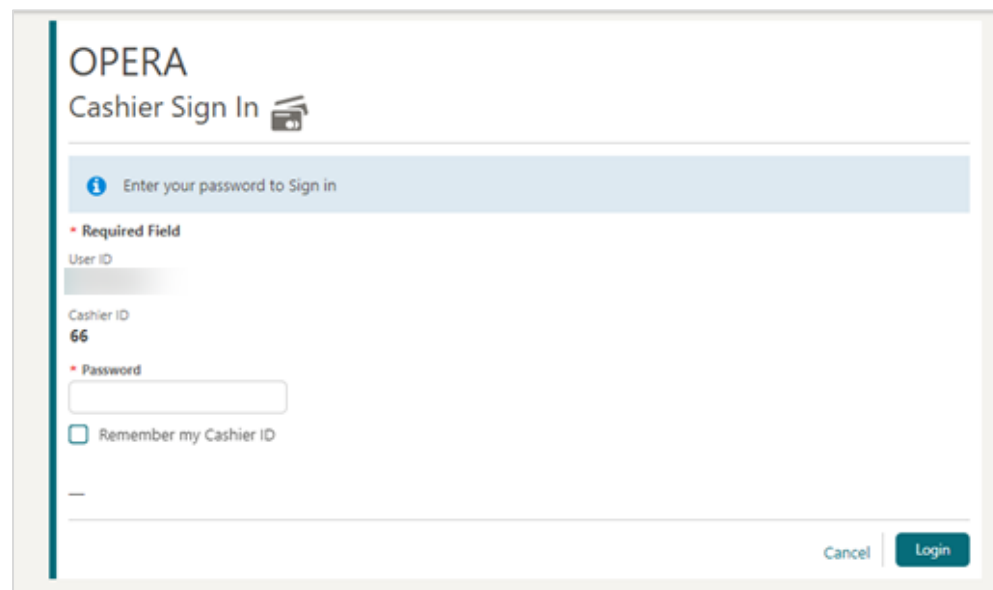 OPERA
Cashier Sign In
Enter your password to Sign in
* Required Field
User ID
Cashier ID
66
* Password
Remember my Cashier ID
—
Cancel
Login